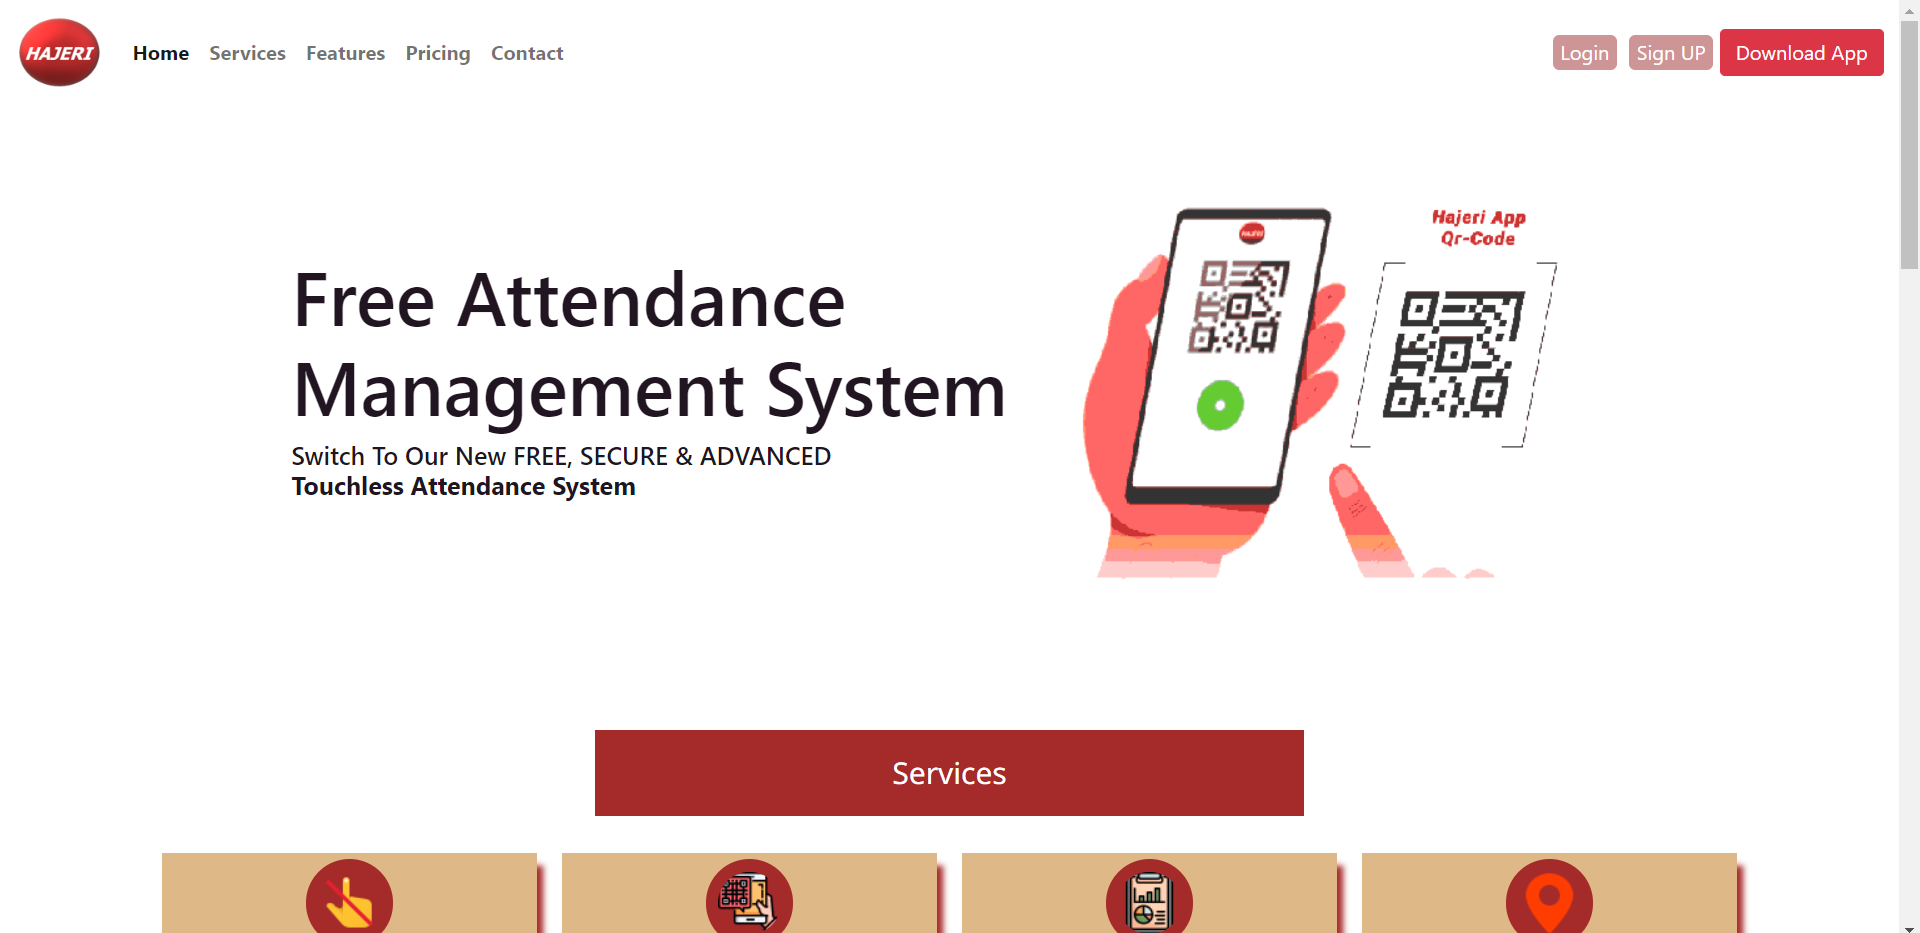 HAJERI
Home Services Features Pricing Contact
Login Sign UP Download App
Free Attendance
Management System
Switch To Our New FREE, SECURE & ADVANCED
Touchless Attendance System
HAJERI
Hajeri App
Qr-Code
Services